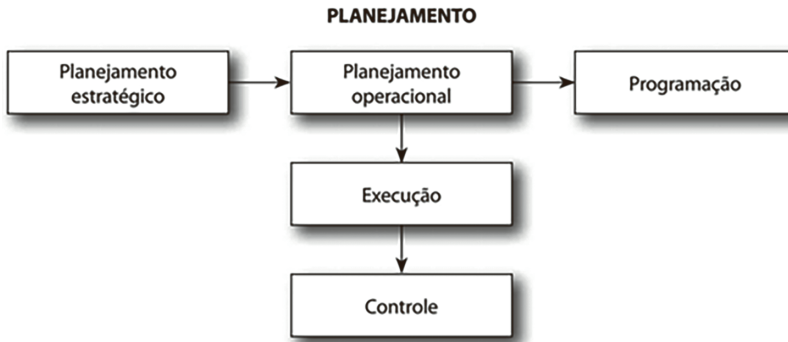 PLANEJAMENTO
Planejamento
estratégico
Planejamento
operacional
Programação
Execução
Controle